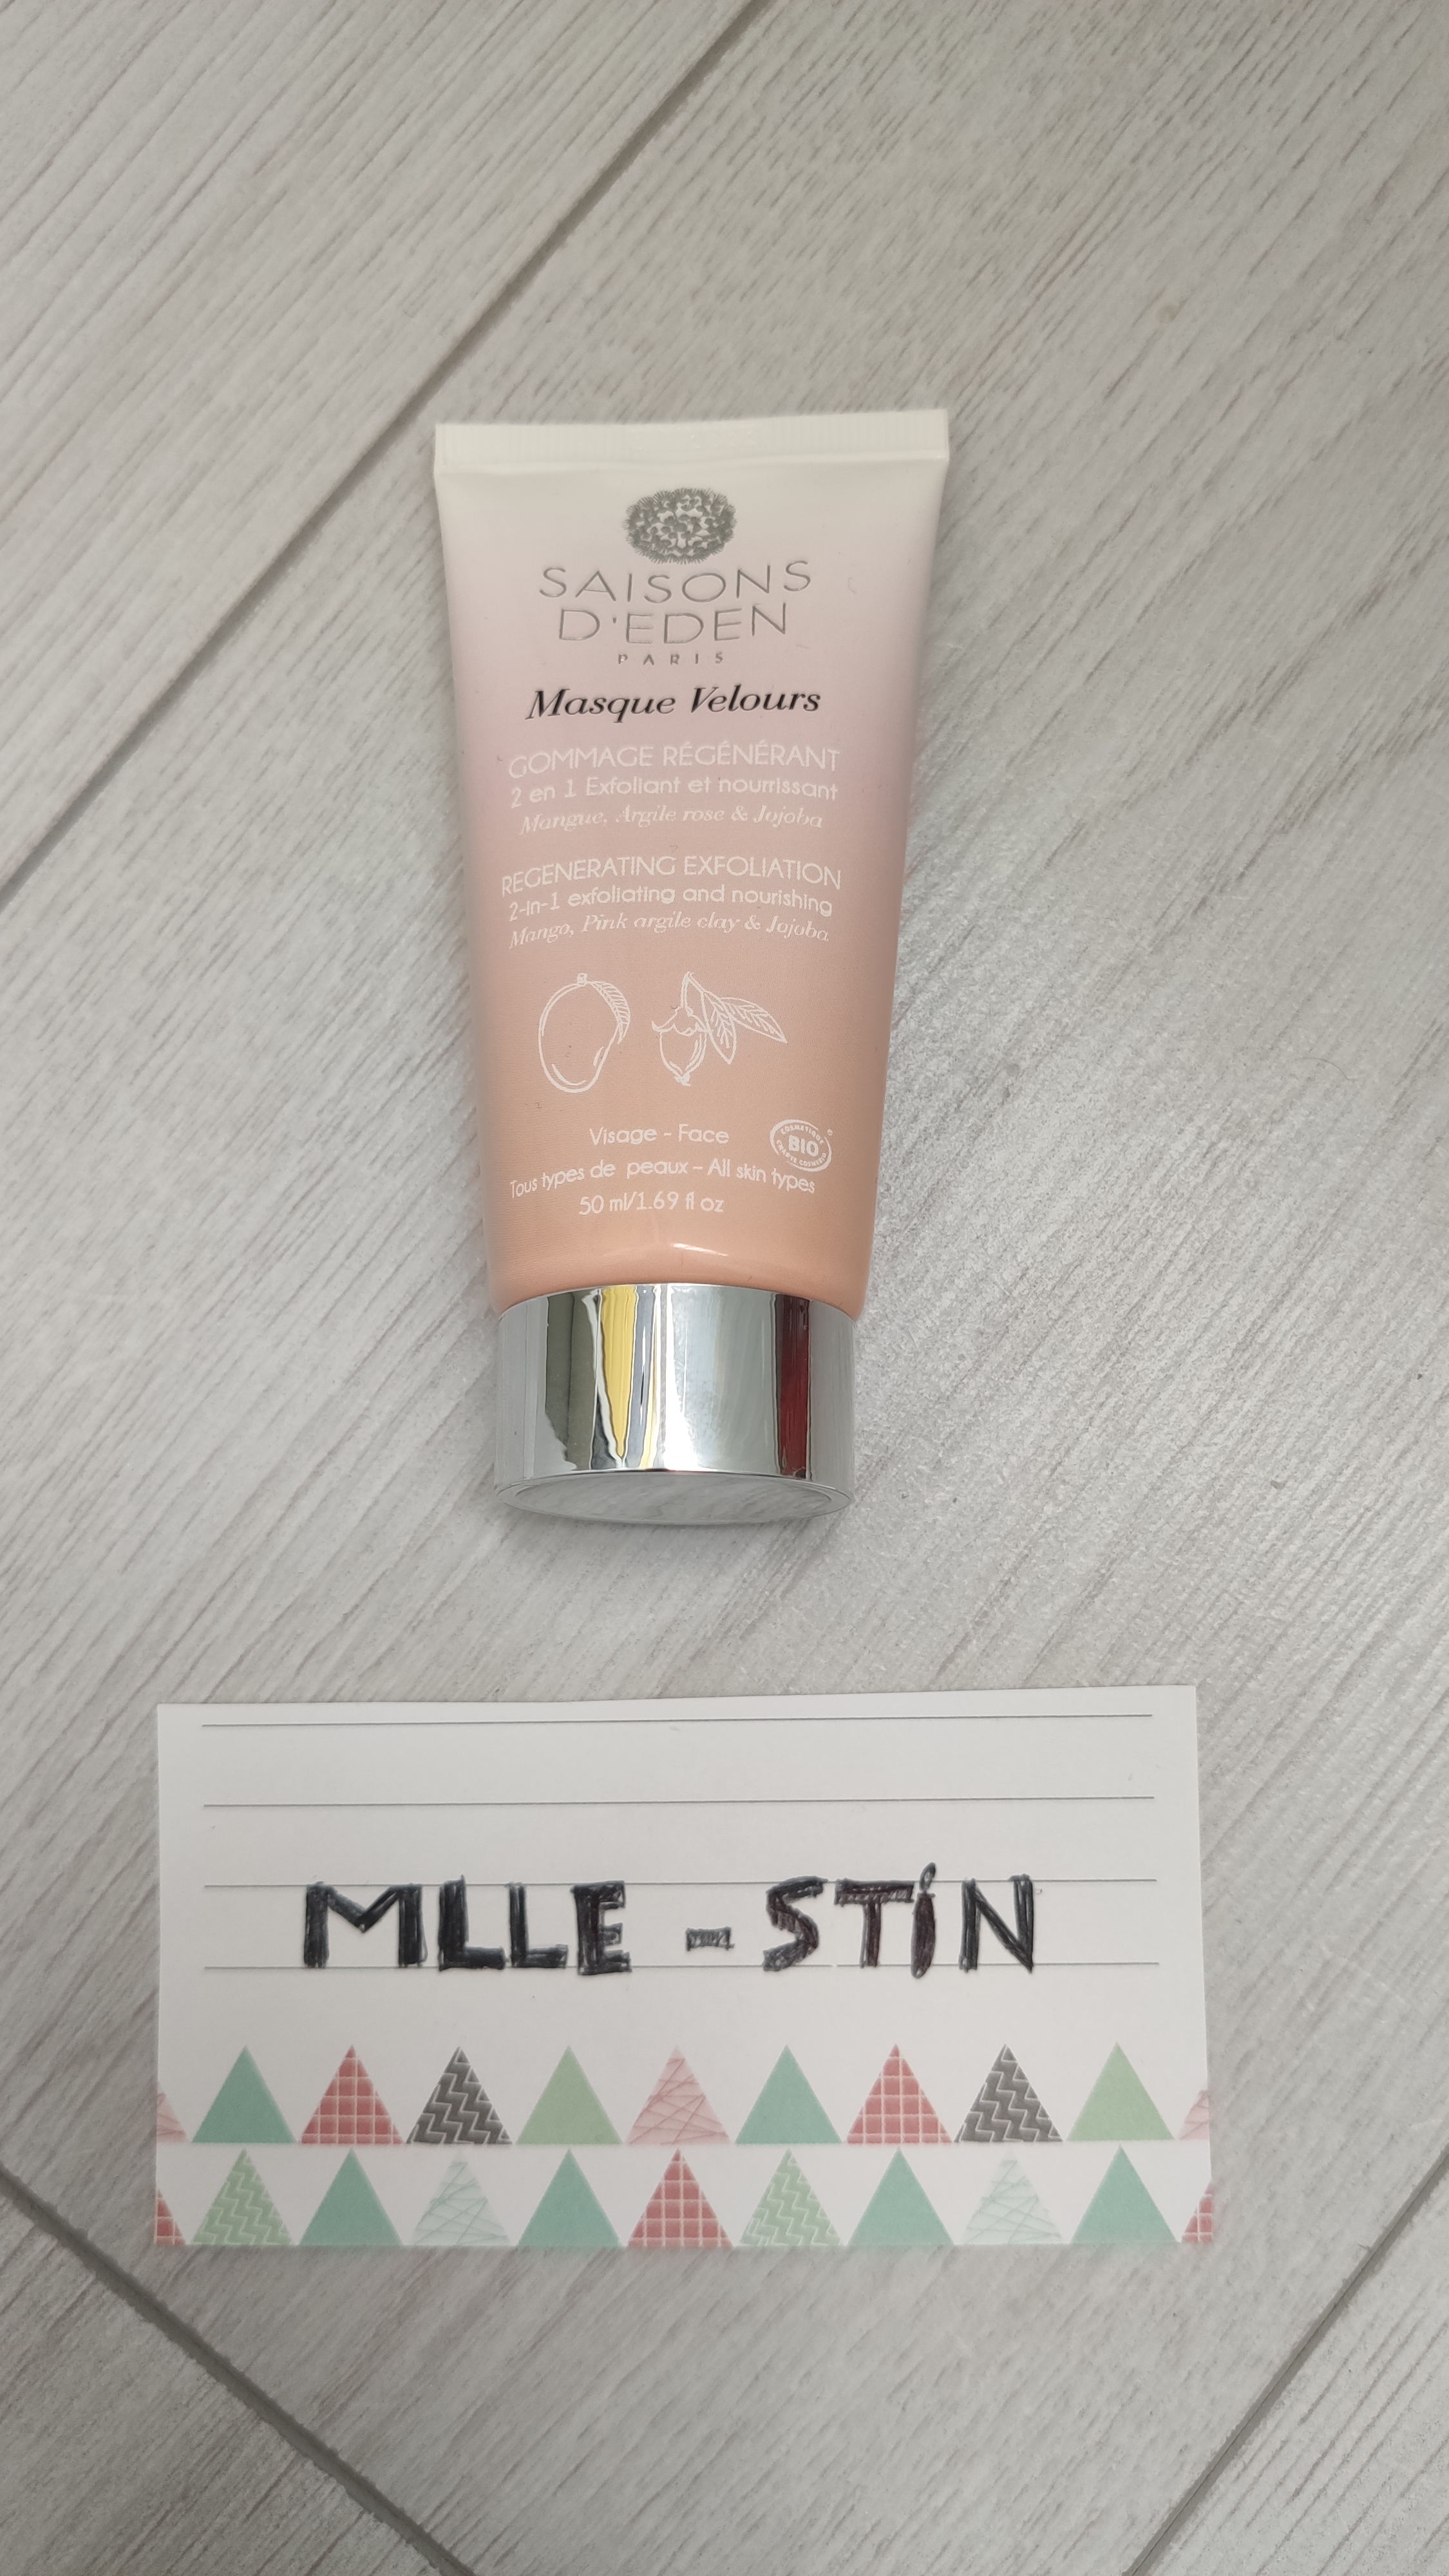 SAISONS
D'EDEN
PARIS
Masque Velours
GOMMAGE RÉGÉNÉRANT
2 en 1 Exfoliant et nourrissant
Mangue, Argile rose & Jojoba
REGENERATING EXFOLIATION
2-in-1 exfoliating and nourishing
Mango, Pink argile clay & Jojoba
Visage - Face
COSMETIQUE
BIO
Tous types de peaux - All skin types
50 ml/1.69 fl oz
MLLE - STiN